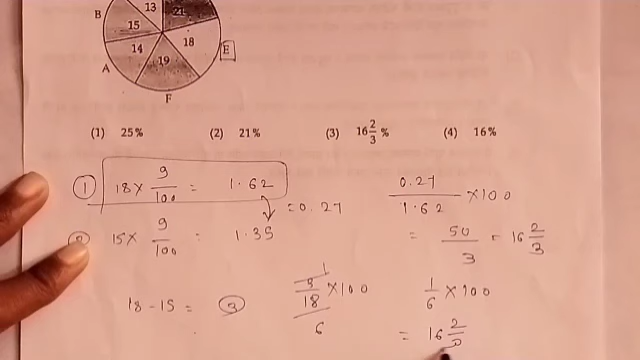 13 21
B 15 18 E
14 19
A
F
(1) 25% (2) 21% (3) 16 2/3 % (4) 16%
① 18 × 9/100 = 1.62
= 0.27
0.27/1.62 × 100
② 15 × 9/100 = 1.35
= 50/3 = 16 2/3
18 - 15 = ③
3/18 × 100
1
6
1/6 × 100
= 16 2/3